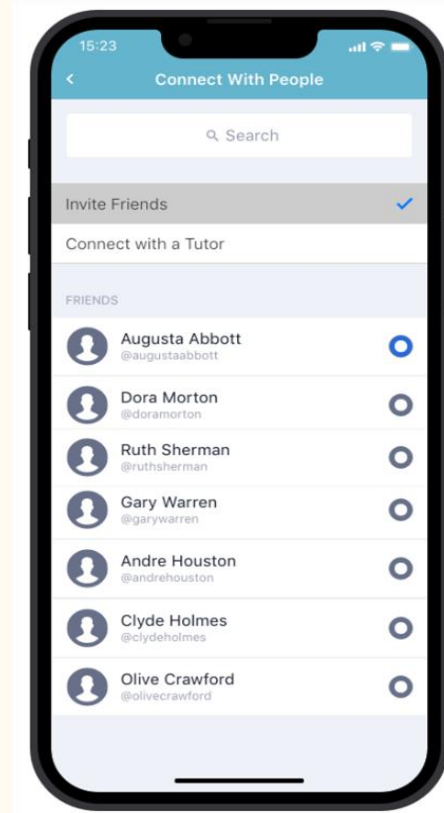 15:23
Connect With People
Search
Invite Friends
Connect with a Tutor
FRIENDS
Augusta Abbott
@augustaabbott
Dora Morton
@doramorton
Ruth Sherman
@ruthsherman
Gary Warren
@garywarren
Andre Houston
@andrehouston
Clyde Holmes
@clydeholmes
Olive Crawford
@olivecrawford